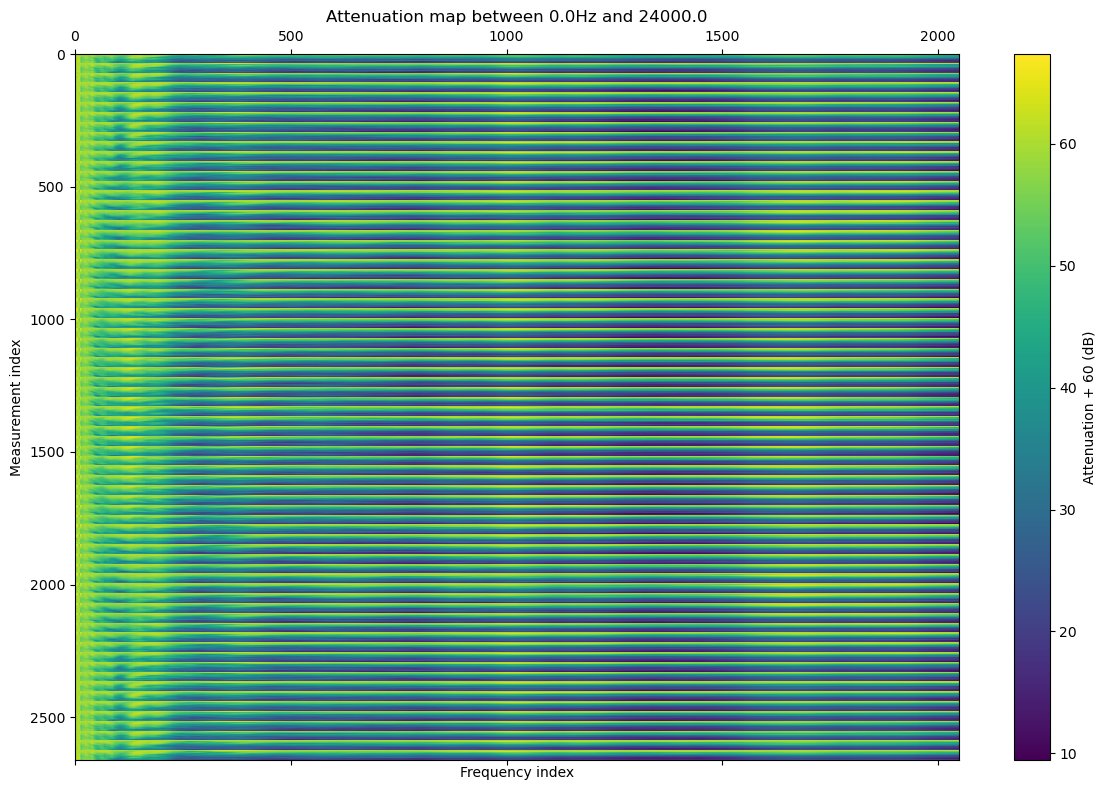 Attenuation map between 0.0Hz and 24000.0
0 500 1000 1500 2000
0
500
1000
1500
2000
2500
Measurement index
Frequency index
60
50
40
30
20
10
Attenuation + 60 (dB)